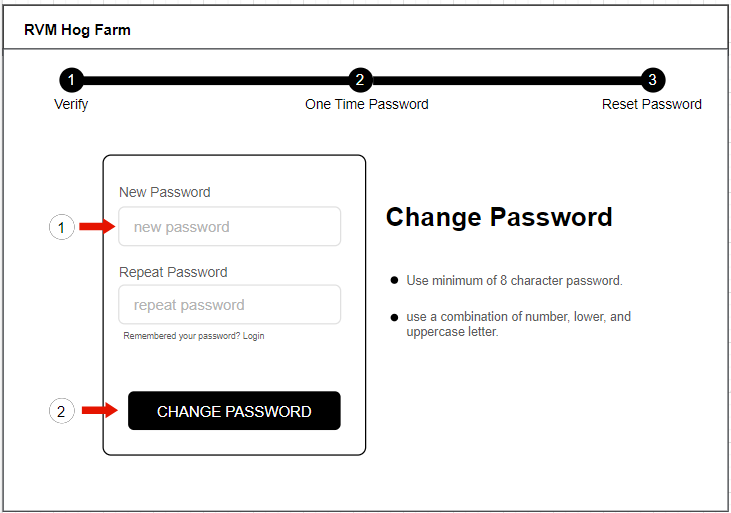 RVM Hog Farm
1 2 3
Verify One Time Password Reset Password
New Password
1
new password
Change Password
Repeat Password
repeat password
Remembered your password? Login
Use minimum of 8 character password.
use a combination of number, lower, and
uppercase letter.
2
CHANGE PASSWORD